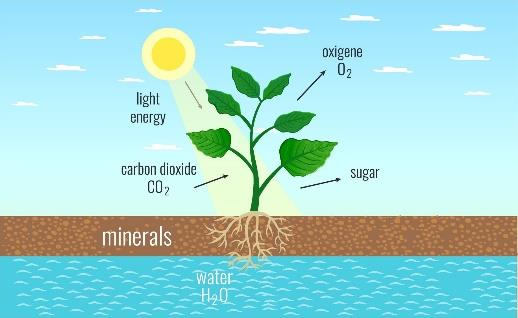 oxigene
O₂
light
energy
carbon dioxide
CO₂
sugar
minerals
water
H₂O